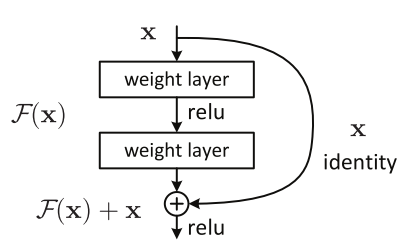 x
weight layer
relu
F(x)
x
weight layer
identity
F(x) + x
relu